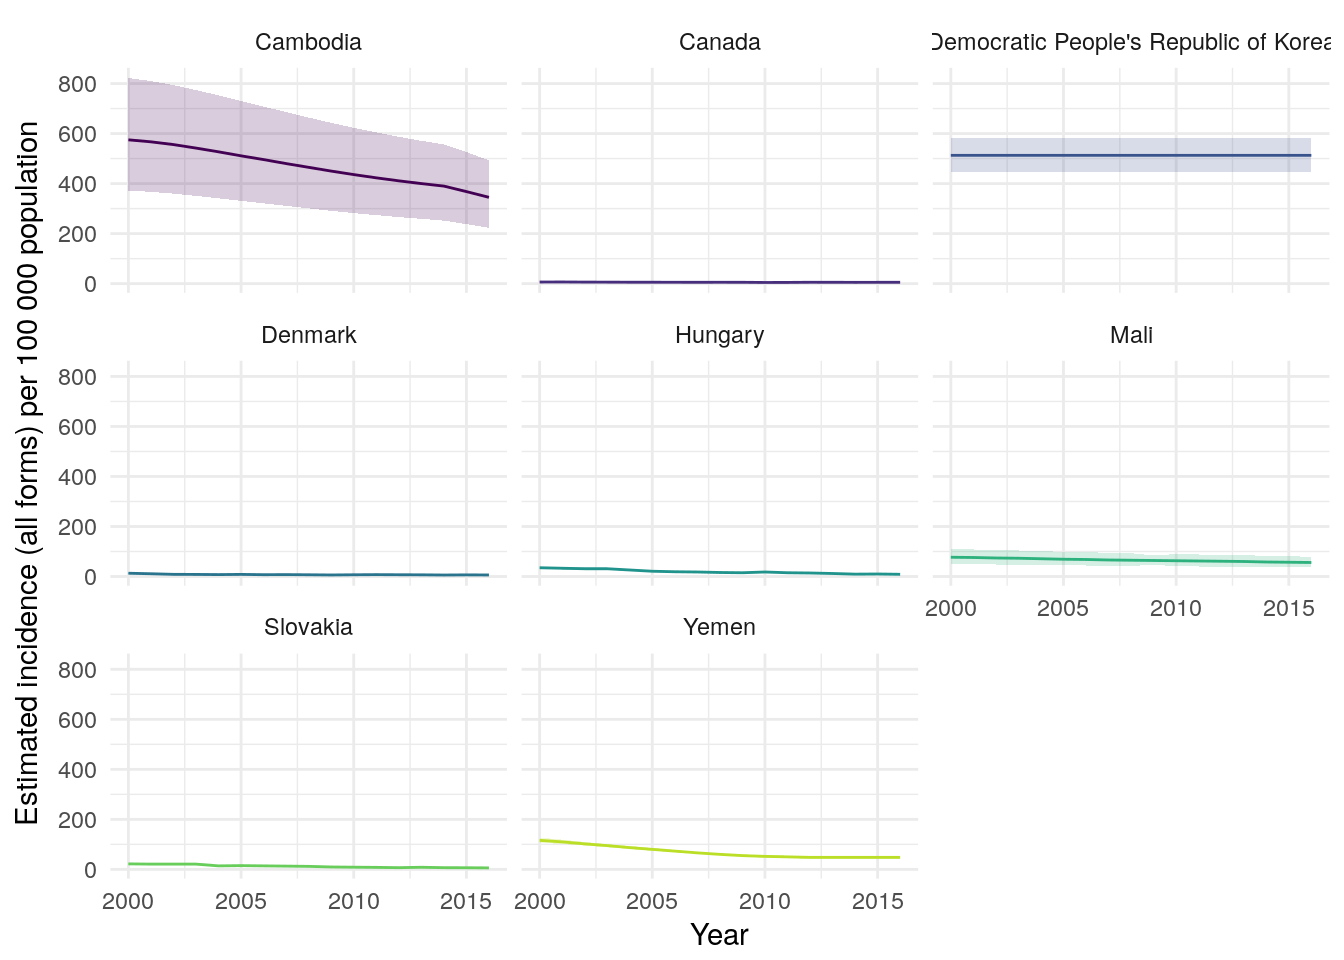 Cambodia
Canada
Democratic People's Republic of Korea
800
600
400
200
0
Denmark
Hungary
Mali
800
600
400
200
0
2000 2005 2010 2015
Slovakia
Yemen
800
600
400
200
0
2000 2005 2010 2015
2000 2005 2010 2015
Year
Estimated incidence (all forms) per 100 000 population